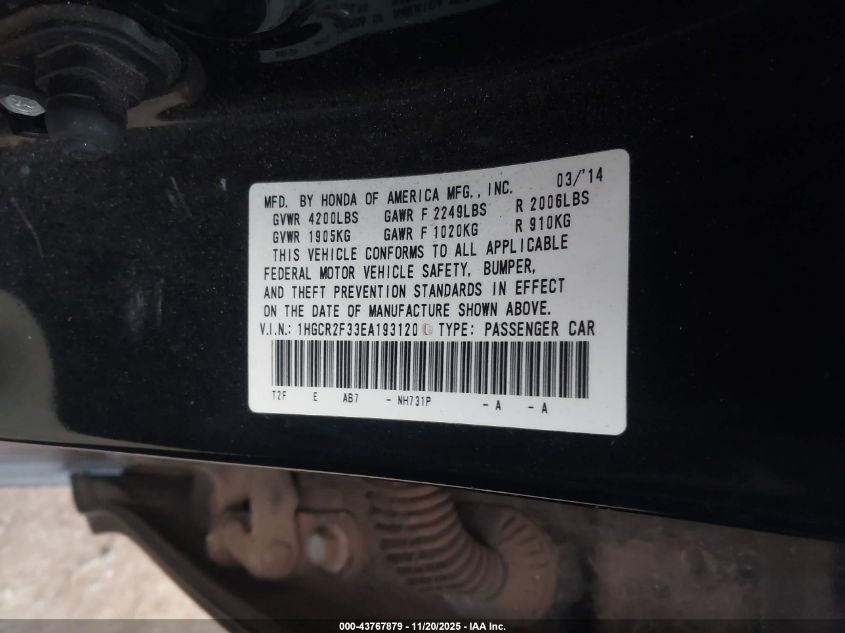 MFD. BY HONDA OF AMERICA MFG., INC. 03/'14
GVWR 4200LBS GAWR F 2249LBS R 2006LBS
GVWR 1905KG GAWR F 1020KG R 910KG
THIS VEHICLE CONFORMS TO ALL APPLICABLE
FEDERAL MOTOR VEHICLE SAFETY, BUMPER,
AND THEFT PREVENTION STANDARDS IN EFFECT
ON THE DATE OF MANUFACTURE SHOWN ABOVE.
V.I.N.: 1HGCR2F33EA193120 TYPE: PASSENGER CAR
T2F E AB7 - NH731P - A - A
000-43767879 - 11/20/2025 - IAA Inc.